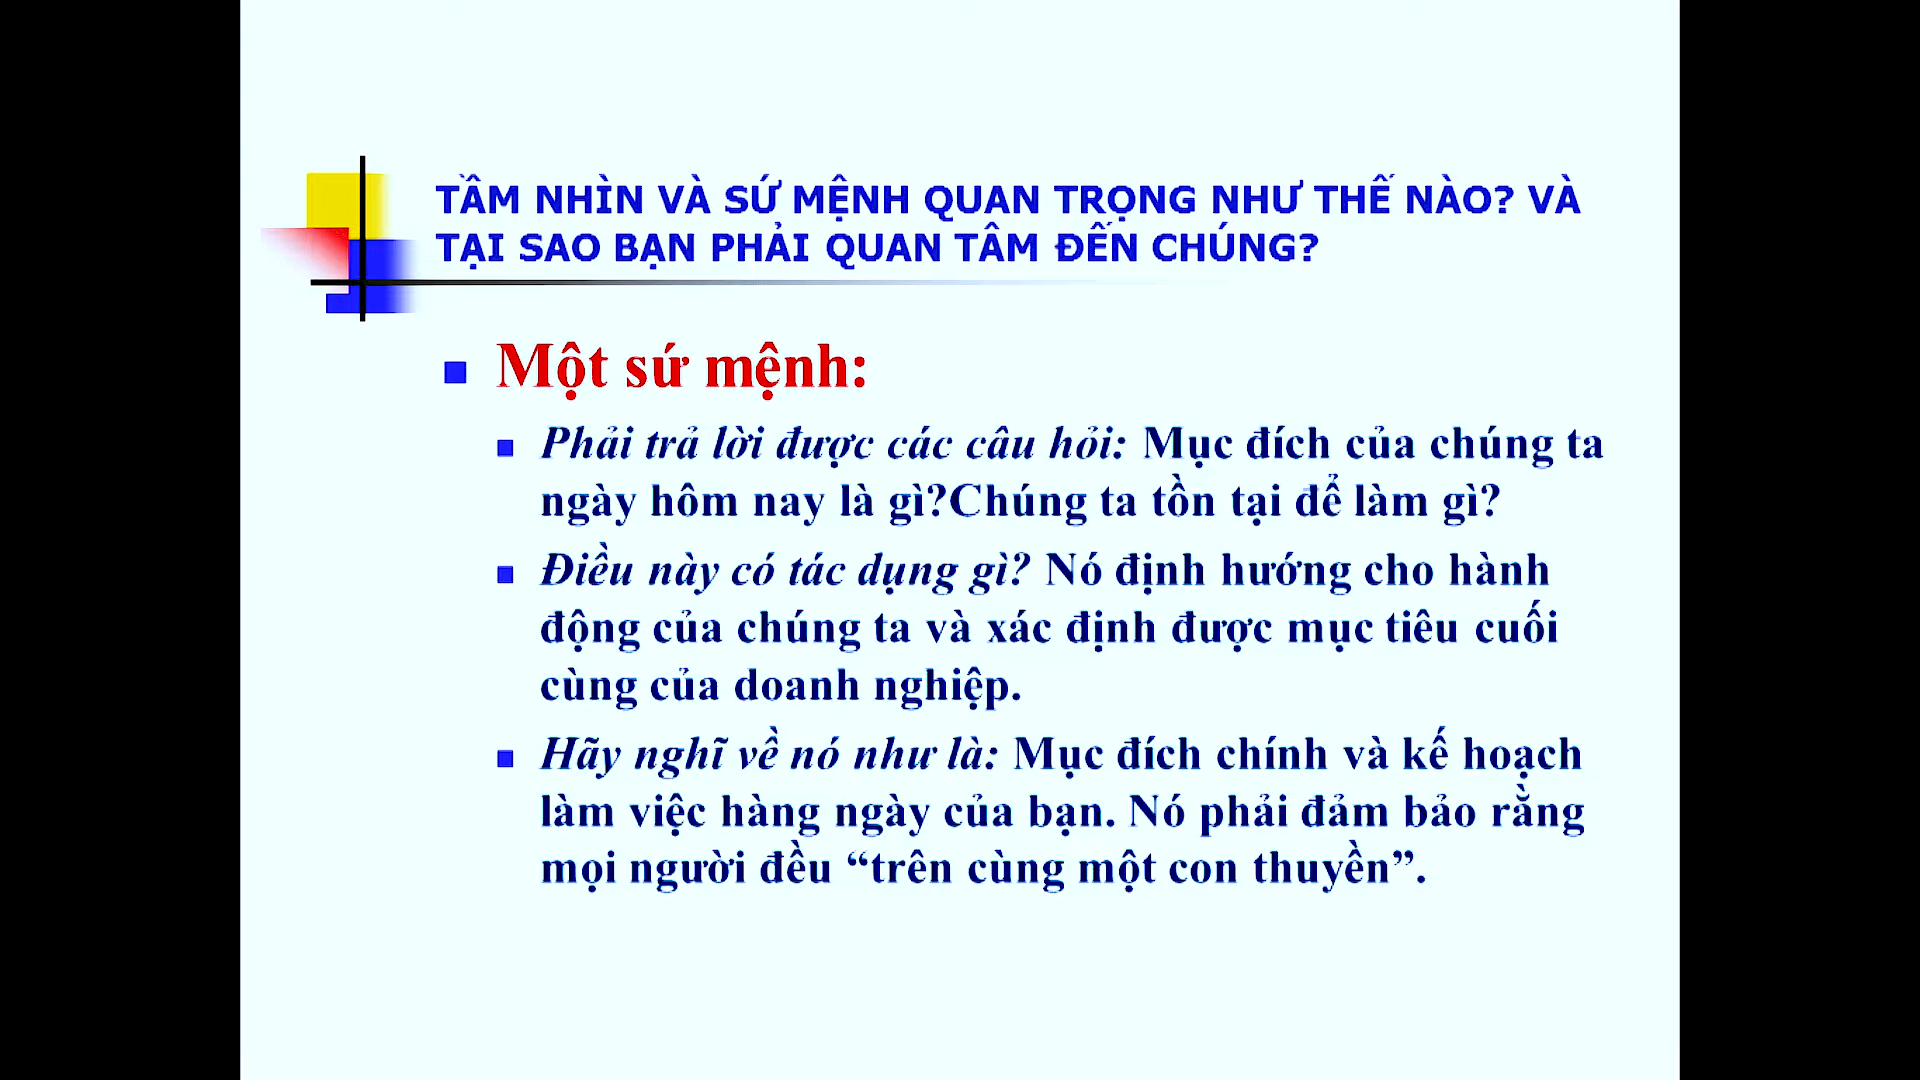 TẦM NHÌN VÀ SỨ MỆNH QUAN TRỌNG NHƯ THẾ NÀO? VÀ
TẠI SAO BẠN PHẢI QUAN TÂM ĐẾN CHÚNG?
Một sứ mệnh:
Phải trả lời được các câu hỏi: Mục đích của chúng ta
ngày hôm nay là gì?Chúng ta tồn tại để làm gì?
Điều này có tác dụng gì? Nó định hướng cho hành
động của chúng ta và xác định được mục tiêu cuối
cùng của doanh nghiệp.
Hãy nghĩ về nó như là: Mục đích chính và kế hoạch
làm việc hàng ngày của bạn. Nó phải đảm bảo rằng
mọi người đều “trên cùng một con thuyền”.